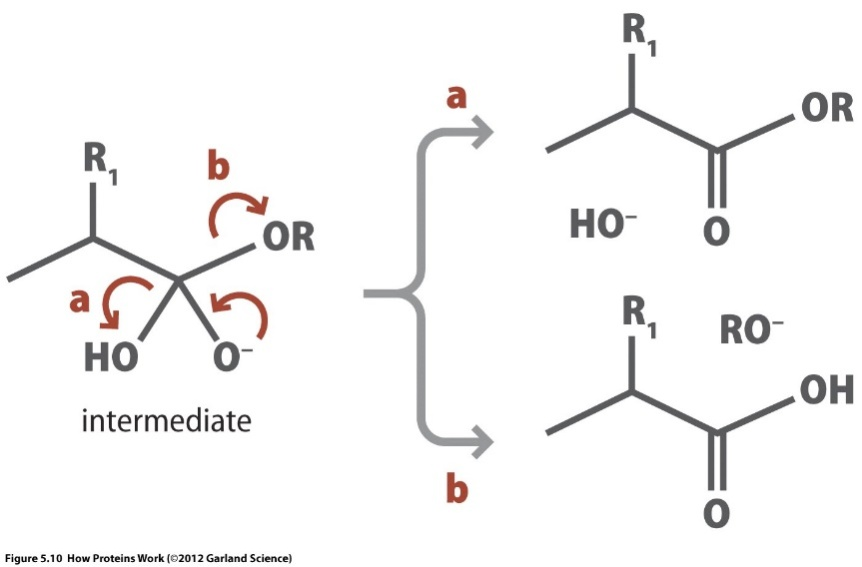 R1
b
OR
a
HO
O−
intermediate
a
R1
OR
HO−
O
R1
RO−
OH
O
b
Figure 5.10 How Proteins Work (©2012 Garland Science)